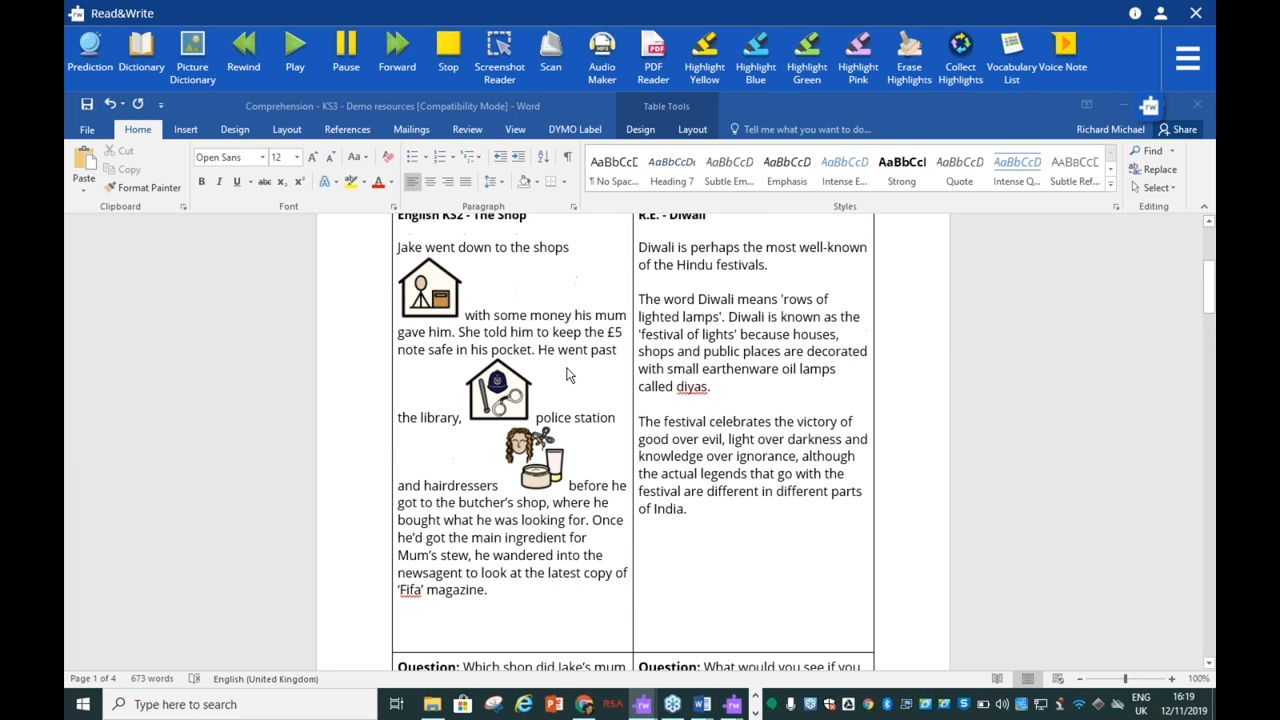 Read&Write
Prediction
Dictionary
Picture
Dictionary
Rewind
Play
Pause
Forward
Stop
Screenshot
Reader
Scan
Audio
Maker
PDF
Reader
Highlight
Yellow
Highlight
Blue
Highlight
Green
Highlight
Pink
Erase
Highlights
Collect
Highlights
Vocabulary
List
Voice Note
Comprehension - KS3 - Demo resources [Compatibility Mode] - Word
Table Tools
File
Home
Insert
Design
Layout
References
Mailings
Review
View
DYMO Label
Design
Layout
Tell me what you want to do...
Richard Michael
Share
Paste
Cut
Copy
Format Painter
Clipboard
Open Sans
12
Font
Paragraph
AaBbCcD
¶ No Spac...
AaBbCcDc
Heading 7
AaBbCcD
Subtle Em...
AaBbCcD
Emphasis
AaBbCcD
Intense E...
AaBbCcI
Strong
AaBbCcD
Quote
AaBbCcD
Intense Q...
AaBbCcD
Subtle Ref...
Styles
Find
Replace
Select
Editing
English KS2 - The Shop
Jake went down to the shops
with some money his mum
gave him. She told him to keep the £5
note safe in his pocket. He went past
the library, police station
and hairdressers before he
got to the butcher's shop, where he
bought what he was looking for. Once
he'd got the main ingredient for
Mum's stew, he wandered into the
newsagent to look at the latest copy of
'Fifa' magazine.
Question: Which shop did Jake's mum
R.E. - Diwali
Diwali is perhaps the most well-known
of the Hindu festivals.
The word Diwali means 'rows of
lighted lamps'. Diwali is known as the
'festival of lights' because houses,
shops and public places are decorated
with small earthenware oil lamps
called diyas.
The festival celebrates the victory of
good over evil, light over darkness and
knowledge over ignorance, although
the actual legends that go with the
festival are different in different parts
of India.
Question: What would you see if you
Page 1 of 4
673 words
English (United Kingdom)
100%
Type here to search
RSA
ENG
UK
16:19
12/11/2019